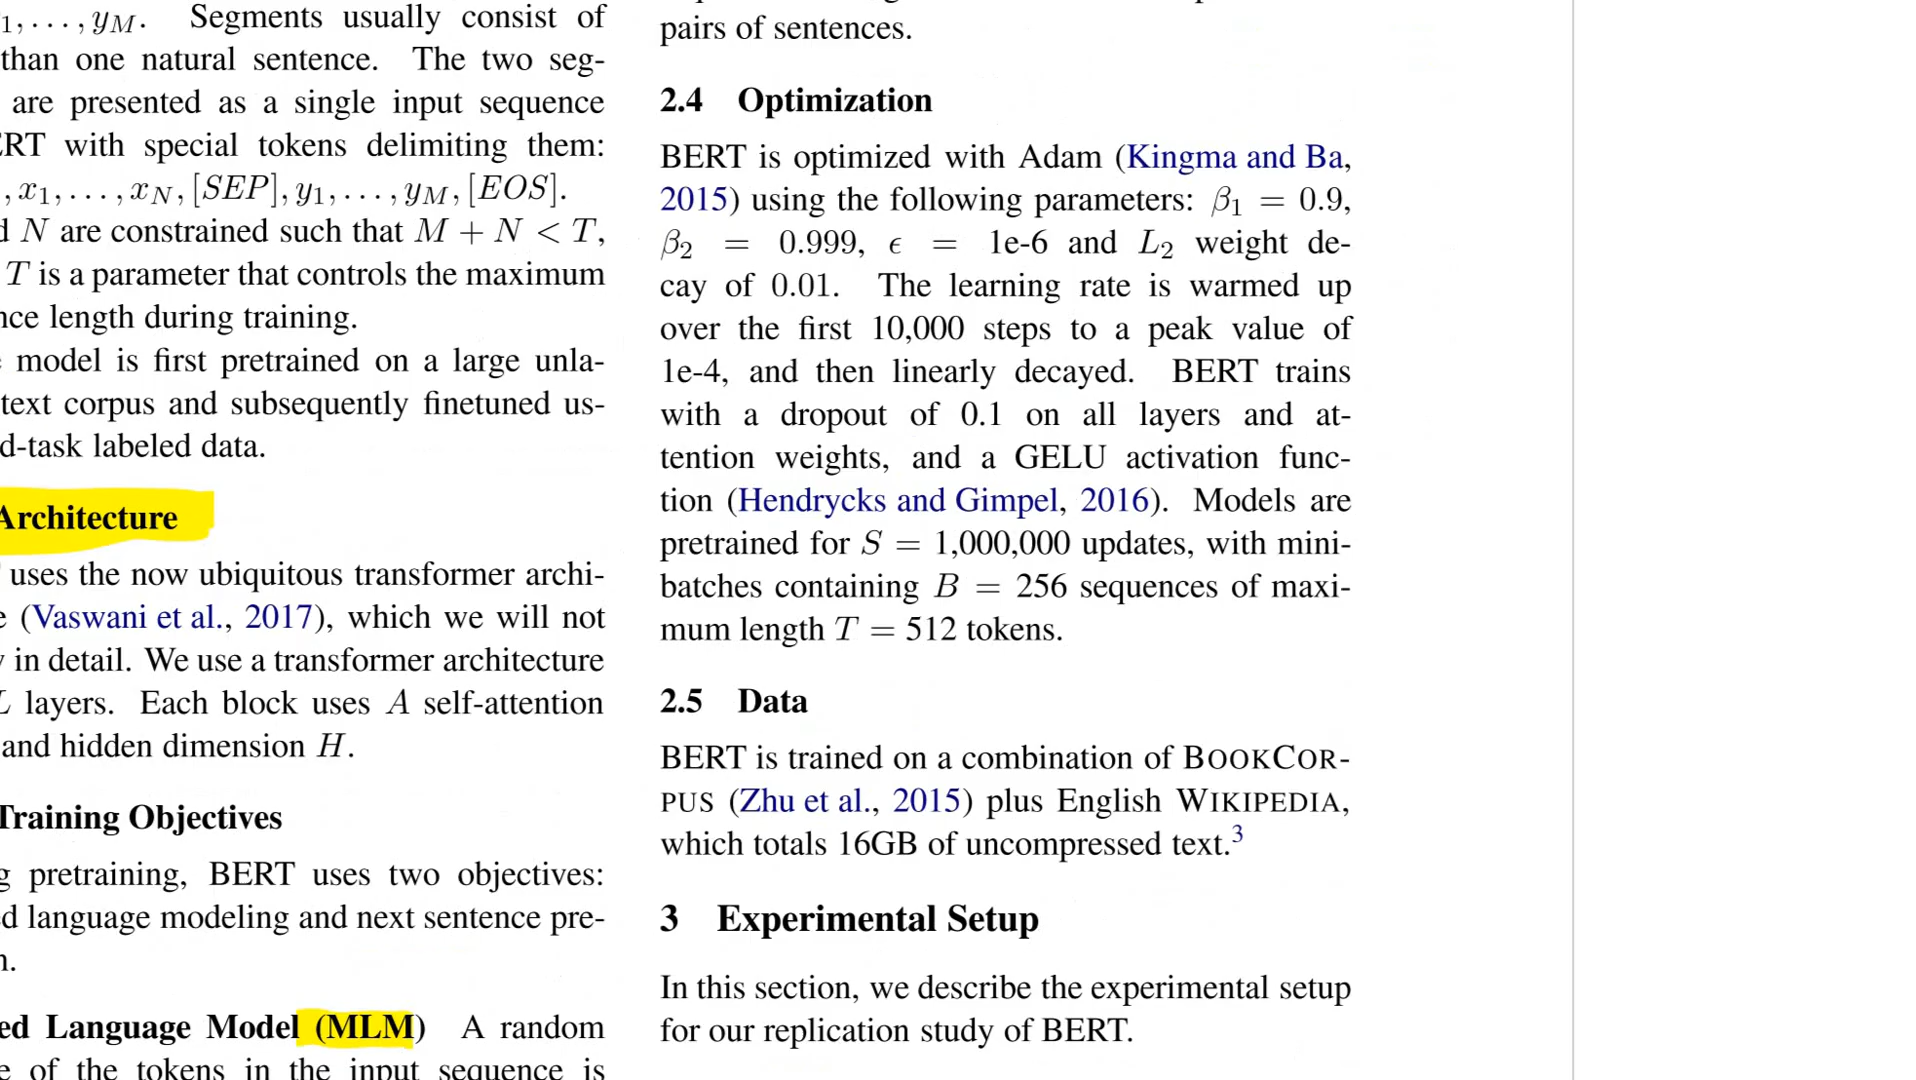 1, . . . , yM. Segments usually consist of
than one natural sentence. The two seg-
are presented as a single input sequence
ERT with special tokens delimiting them:
, x1, . . . , xN, [SEP], y1, . . . , yM, [EOS].
d N are constrained such that M + N < T,
T is a parameter that controls the maximum
nce length during training.
model is first pretrained on a large unla-
text corpus and subsequently finetuned us-
d-task labeled data.
Architecture
uses the now ubiquitous transformer archi-
e (Vaswani et al., 2017), which we will not
in detail. We use a transformer architecture
L layers. Each block uses A self-attention
and hidden dimension H.
Training Objectives
g pretraining, BERT uses two objectives:
ed language modeling and next sentence pre-
n.
ed Language Model (MLM) A random
e of the tokens in the input sequence is
pairs of sentences.
2.4 Optimization
BERT is optimized with Adam (Kingma and Ba,
2015) using the following parameters: β1 = 0.9,
β2 = 0.999, ϵ = 1e-6 and L2 weight de-
cay of 0.01. The learning rate is warmed up
over the first 10,000 steps to a peak value of
1e-4, and then linearly decayed. BERT trains
with a dropout of 0.1 on all layers and at-
tention weights, and a GELU activation func-
tion (Hendrycks and Gimpel, 2016). Models are
pretrained for S = 1,000,000 updates, with mini-
batches containing B = 256 sequences of maxi-
mum length T = 512 tokens.
2.5 Data
BERT is trained on a combination of BOOKCOR-
PUS (Zhu et al., 2015) plus English WIKIPEDIA,
which totals 16GB of uncompressed text.3
3 Experimental Setup
In this section, we describe the experimental setup
for our replication study of BERT.